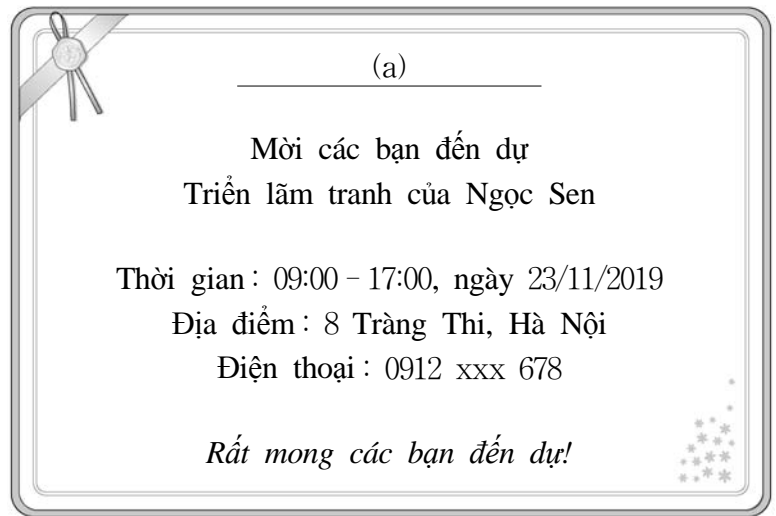 (a)
Mời các bạn đến dự
Triển lãm tranh của Ngọc Sen
Thời gian : 09:00 – 17:00, ngày 23/11/2019
Địa điểm : 8 Tràng Thi, Hà Nội
Điện thoại : 0912 xxx 678
Rất mong các bạn đến dự!